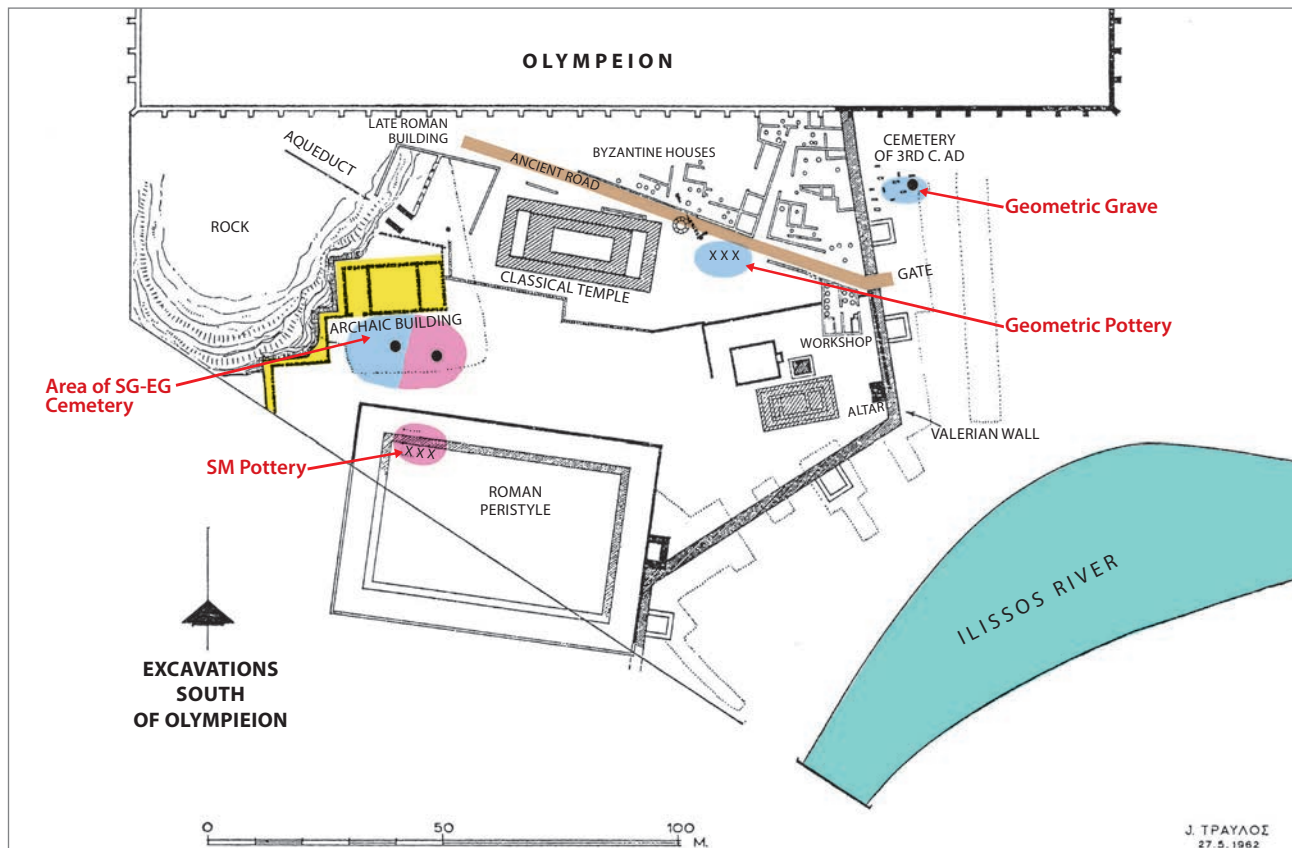 OLYMPEION
LATE ROMAN
BUILDING
AQUEDUCT
ANCIENT ROAD
BYZANTINE HOUSES
CEMETERY
OF 3RD C. AD
Geometric Grave
ROCK
X X X
CLASSICAL TEMPLE
GATE
Geometric Pottery
ARCHAIC BUILDING
WORKSHOP
Area of SG-EG
Cemetery
ALTAR
VALERIAN WALL
SM Pottery
X X X
ROMAN
PERISTYLE
ILISSOS RIVER
EXCAVATIONS
SOUTH
OF OLYMPIEION
0 50 100
M.
J. ΤΡΑΥΛΟΣ
27.5.1962